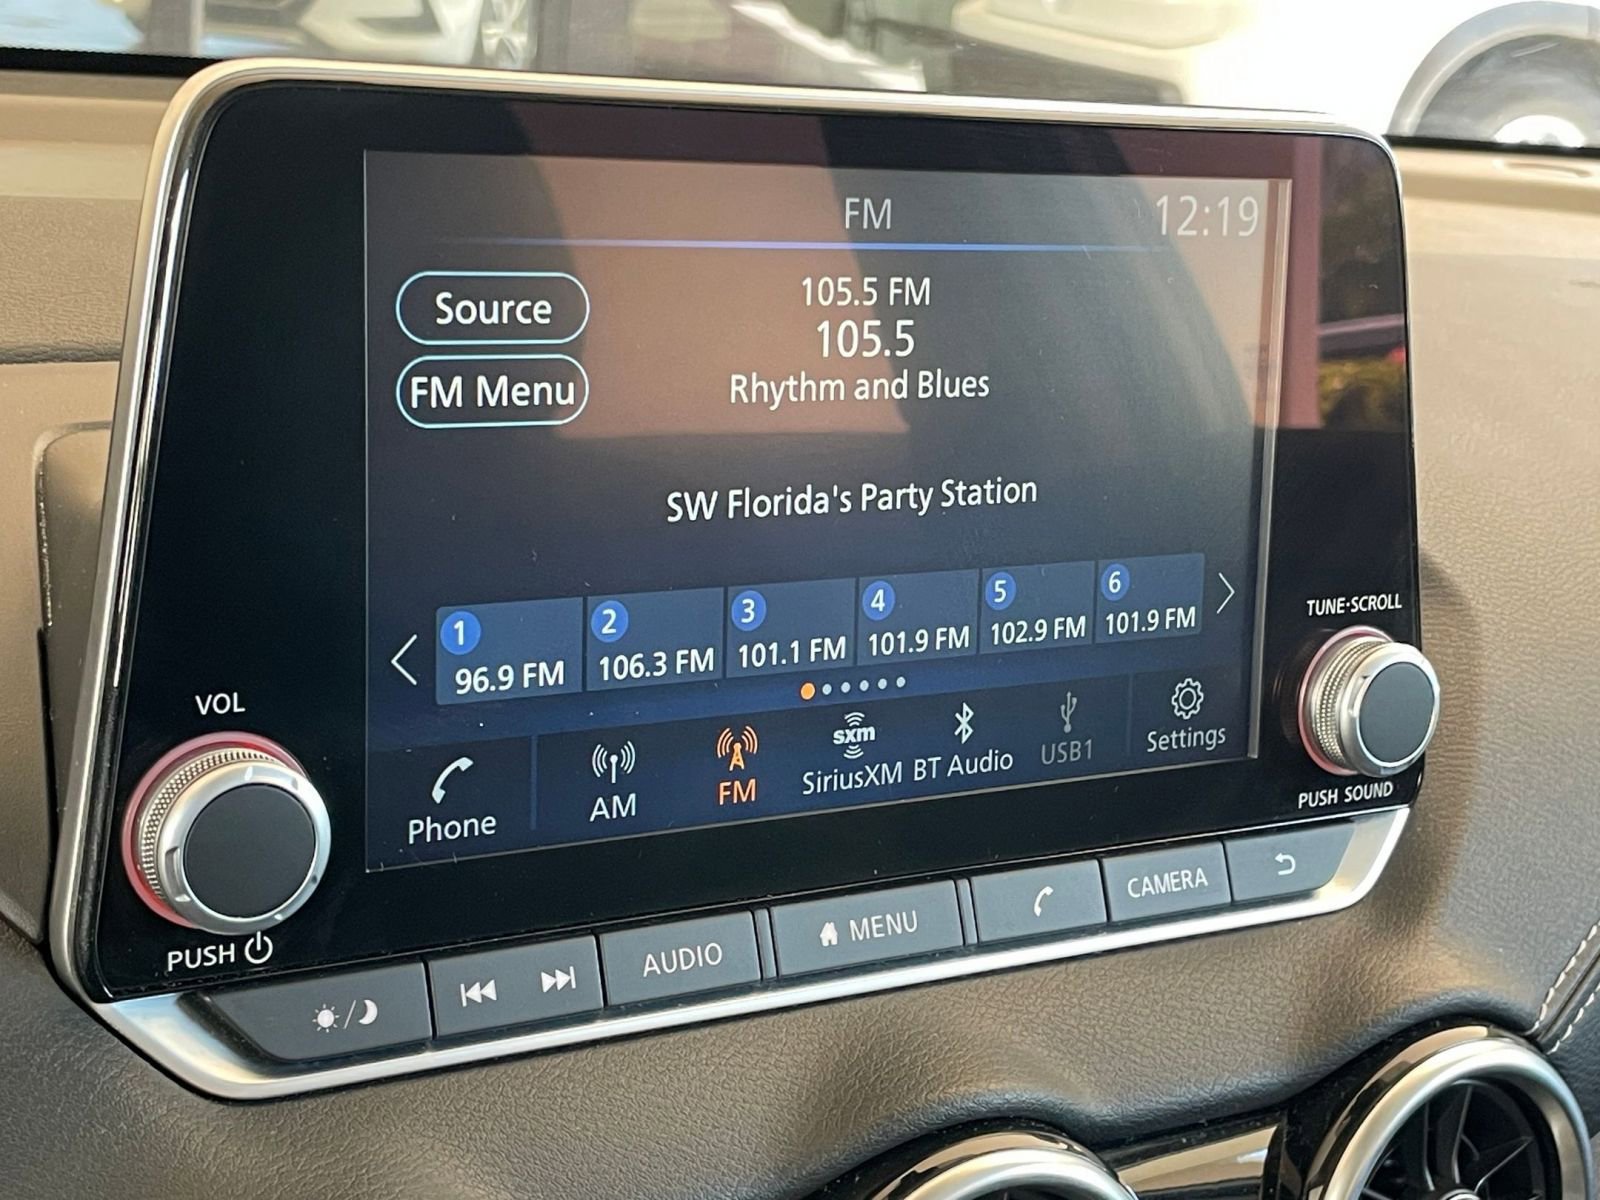 FM
12:19
Source
105.5 FM
105.5
FM Menu
Rhythm and Blues
SW Florida's Party Station
1
96.9 FM
2
106.3 FM
3
101.1 FM
4
101.9 FM
5
102.9 FM
6
101.9 FM
Phone
AM
FM
sxm
SiriusXM
BT Audio
USB1
Settings
VOL
PUSH
TUNE·SCROLL
PUSH SOUND
AUDIO
MENU
CAMERA